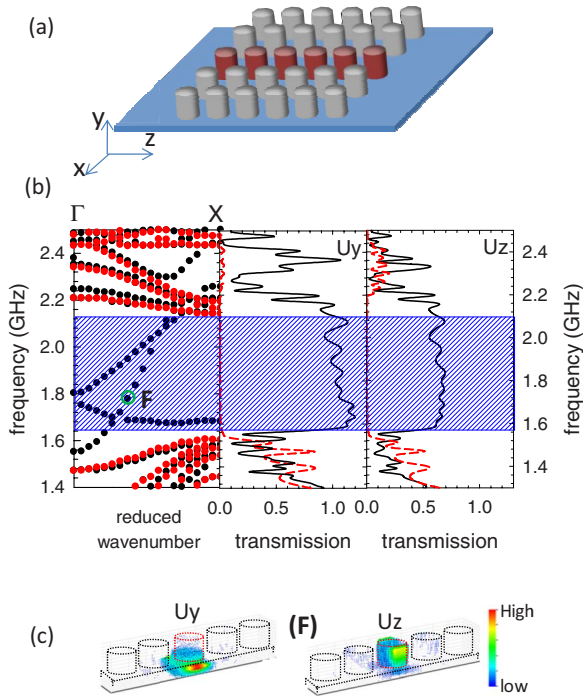 (a)
y
z
x
(b)
Γ X
Uy Uz
2.4 2.4
2.2 2.2
2.0 2.0
1.8 F 1.8
1.6 1.6
1.4 1.4
frequency (GHz)
frequency (GHz)
0.0 0.5 1.0 0.0 0.5 1.0
reduced
wavenumber
transmission transmission
(c) Uy (F) Uz
High
low